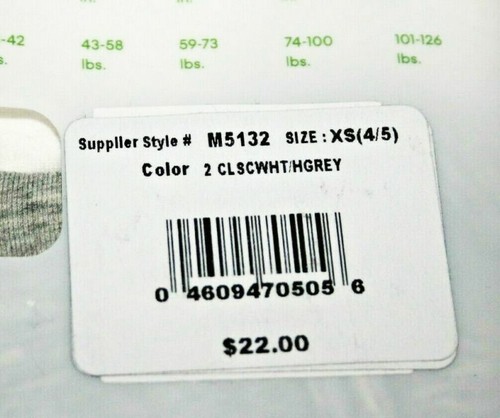 -42 43-58 59-73 74-100 101-126
s. lbs. lbs. lbs. lbs.
Supplier Style # M5132 SIZE : XS(4/5)
Color 2 CLSCWHT/HGREY
0 4609470505 6
$22.00